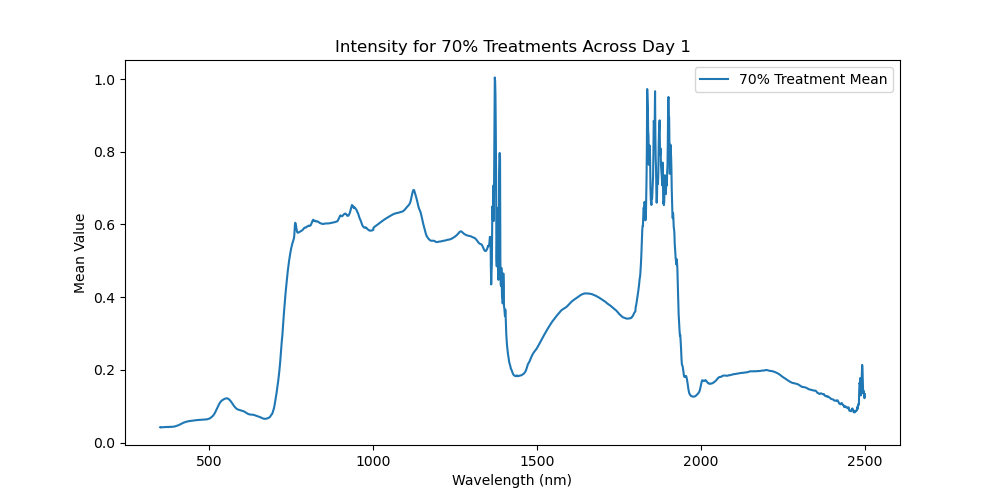 Intensity for 70% Treatments Across Day 1
70% Treatment Mean
1.0
0.8
0.6
0.4
0.2
0.0
Mean Value
500
1000
1500
2000
2500
Wavelength (nm)